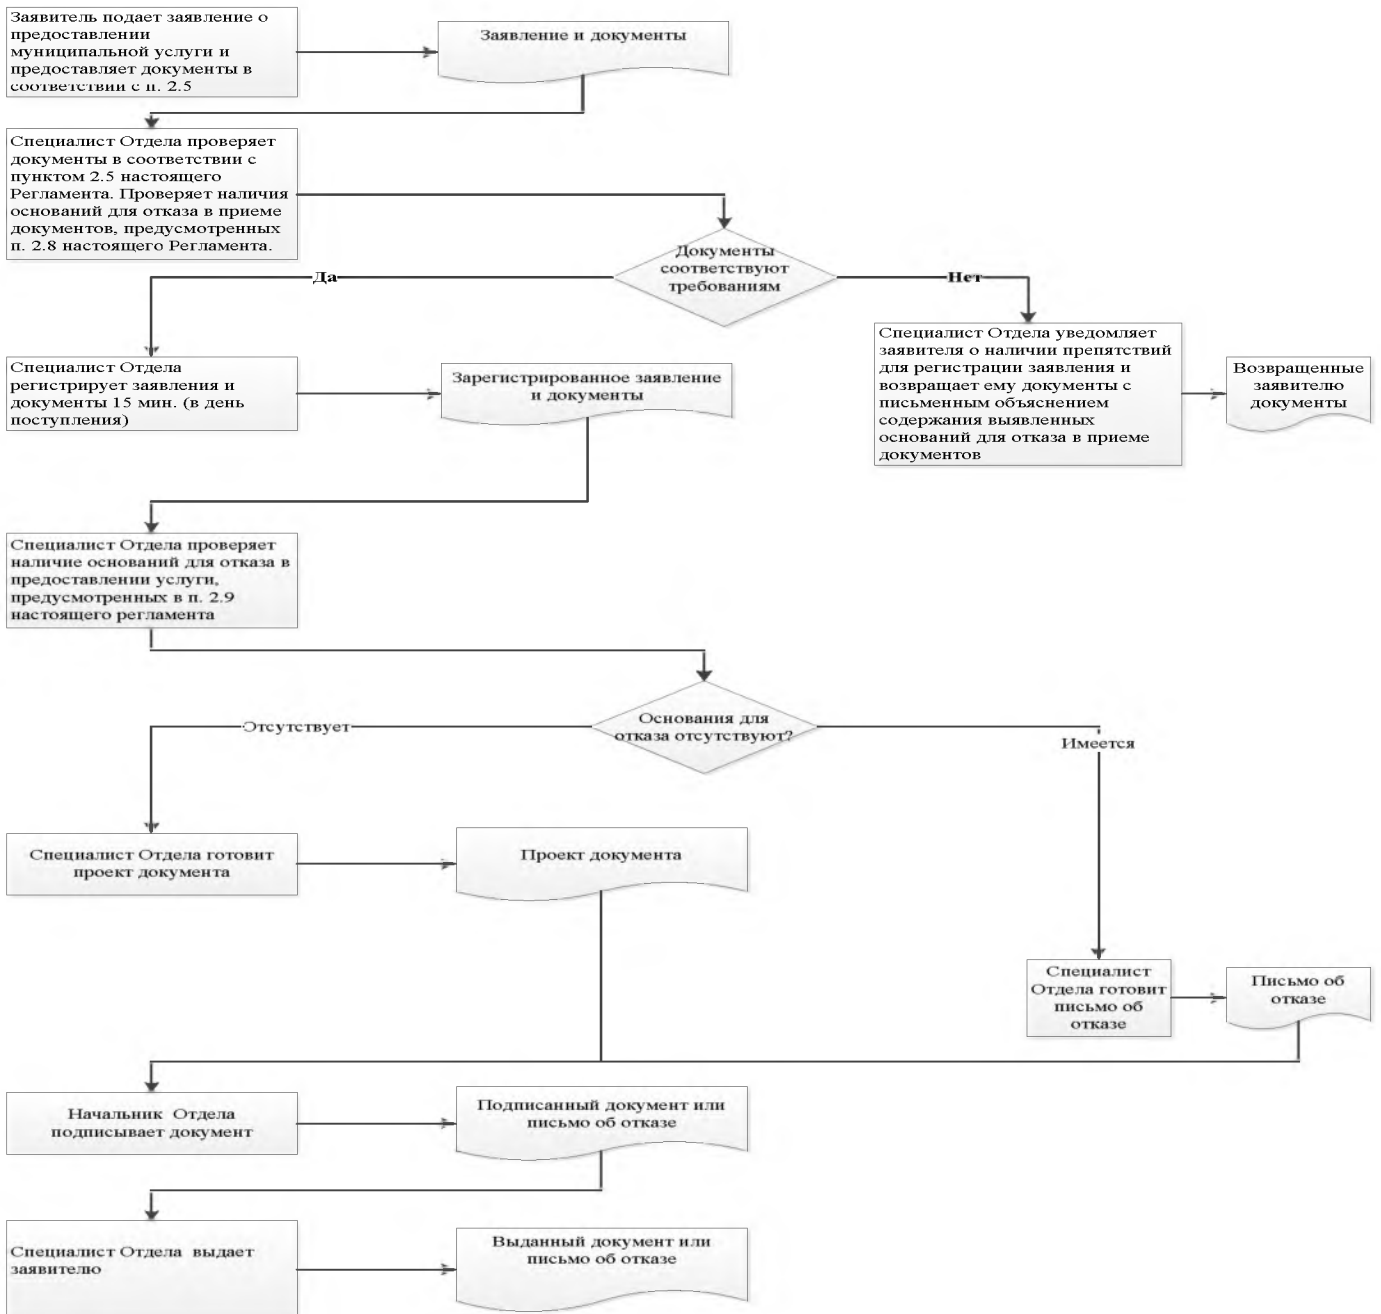 Заявитель подает заявление о
предоставлении
муниципальной услуги и
предоставляет документы в
соответствии с п. 2.5
Заявление и документы
Специалист Отдела проверяет
документы в соответствии с
пунктом 2.5 настоящего
Регламента. Проверяет наличия
оснований для отказа в приеме
документов, предусмотренных
п. 2.8 настоящего Регламента.
Документы
соответствуют
требованиям
Да
Нет
Специалист Отдела
регистрирует заявления и
документы 15 мин. (в день
поступления)
Зарегистрированное заявление
и документы
Специалист Отдела уведомляет
заявителя о наличии препятствий
для регистрации заявления и
возвращает ему документы с
письменным объяснением
содержания выявленных
оснований для отказа в приеме
документов
Возвращенные
заявителю
документы
Специалист Отдела проверяет
наличие оснований для отказа в
предоставлении услуги,
предусмотренных в п. 2.9
настоящего регламента
Основания для
отказа отсутствуют?
Отсутствует
Имеется
Специалист Отдела готовит
проект документа
Проект документа
Специалист
Отдела готовит
письмо об
отказе
Письмо об
отказе
Начальник Отдела
подписывает документ
Подписанный документ или
письмо об отказе
Специалист Отдела выдает
заявителю
Выданный документ или
письмо об отказе